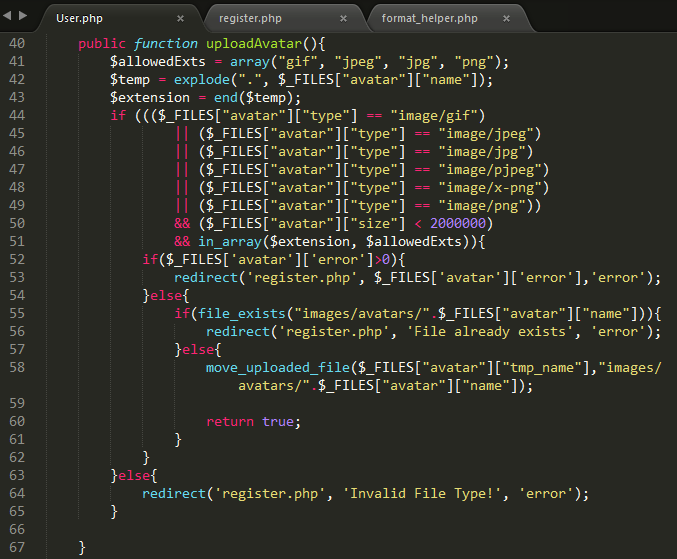 User.php × register.php × format_helper.php ×
40 public function uploadAvatar(){
41 $allowedExts = array("gif", "jpeg", "jpg", "png");
42 $temp = explode(".", $_FILES["avatar"]["name"]);
43 $extension = end($temp);
44 if ((($_FILES["avatar"]["type"] == "image/gif")
45 || ($_FILES["avatar"]["type"] == "image/jpeg")
46 || ($_FILES["avatar"]["type"] == "image/jpg")
47 || ($_FILES["avatar"]["type"] == "image/pjpeg")
48 || ($_FILES["avatar"]["type"] == "image/x-png")
49 || ($_FILES["avatar"]["type"] == "image/png"))
50 && ($_FILES["avatar"]["size"] < 2000000)
51 && in_array($extension, $allowedExts)){
52 if($_FILES['avatar']['error']>0){
53 redirect('register.php', $_FILES['avatar']['error'],'error');
54 }else{
55 if(file_exists("images/avatars/".$_FILES["avatar"]["name"])){
56 redirect('register.php', 'File already exists', 'error');
57 }else{
58 move_uploaded_file($_FILES["avatar"]["tmp_name"],"images/
avatars/".$_FILES["avatar"]["name"]);
59
60 return true;
61 }
62 }
63 }else{
64 redirect('register.php', 'Invalid File Type!', 'error');
65 }
66
67 }